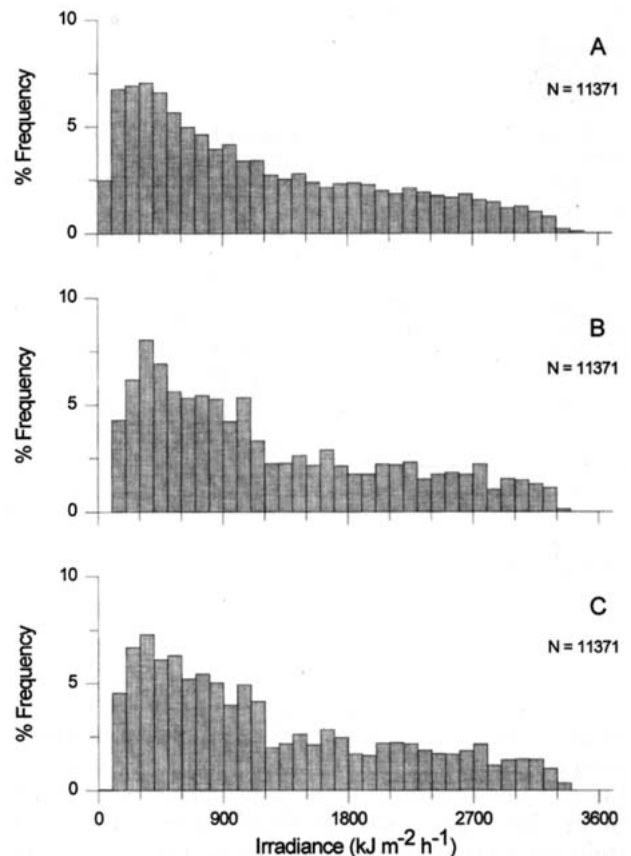 10
A
N = 11371
% Frequency
5
0
10
B
N = 11371
% Frequency
5
0
10
C
N = 11371
% Frequency
5
0
0 900 1800 2700 3600
Irradiance (kJ m⁻² h⁻¹)